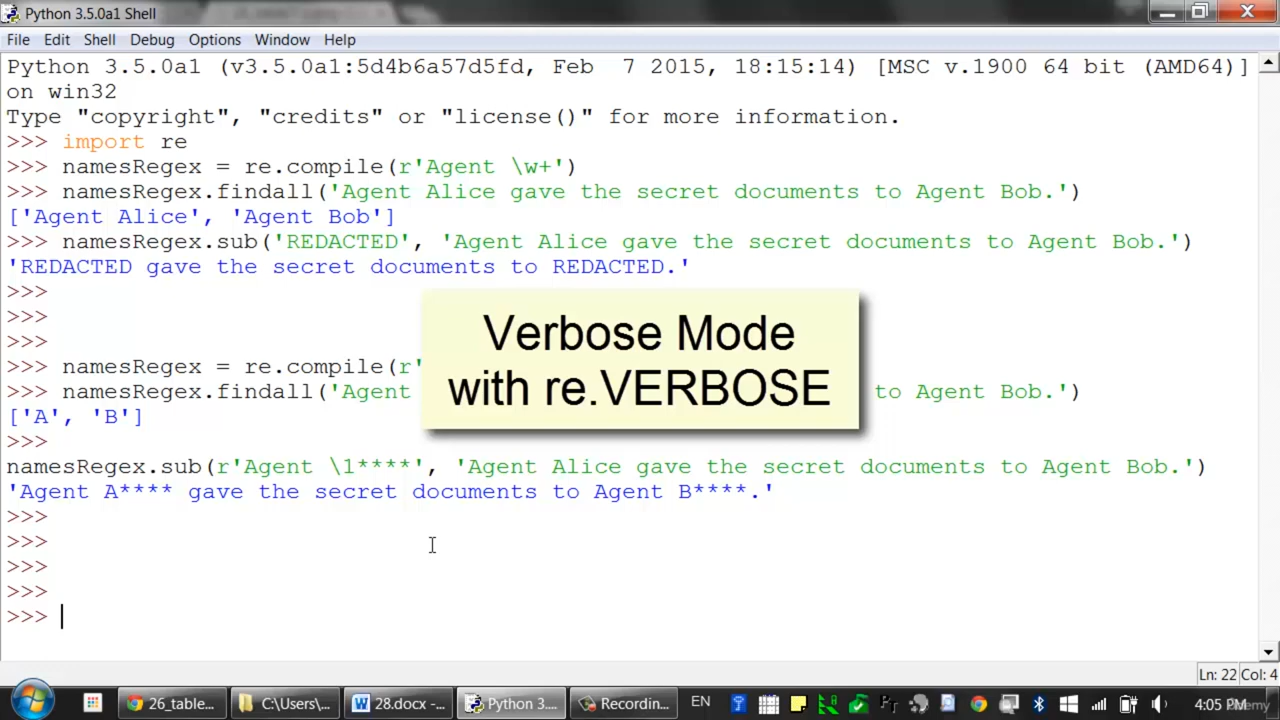 Python 3.5.0a1 Shell
File Edit Shell Debug Options Window Help
Python 3.5.0a1 (v3.5.0a1:5d4b6a57d5fd, Feb  7 2015, 18:15:14) [MSC v.1900 64 bit (AMD64)]
on win32
Type "copyright", "credits" or "license()" for more information.
>>> import re
>>> namesRegex = re.compile(r'Agent \w+')
>>> namesRegex.findall('Agent Alice gave the secret documents to Agent Bob.')
['Agent Alice', 'Agent Bob']
>>> namesRegex.sub('REDACTED', 'Agent Alice gave the secret documents to Agent Bob.')
'REDACTED gave the secret documents to REDACTED.'
>>>
>>>
>>>
>>> namesRegex = re.compile(r'
>>> namesRegex.findall('Agent to Agent Bob.')
['A', 'B']
>>>
namesRegex.sub(r'Agent \1****', 'Agent Alice gave the secret documents to Agent Bob.')
'Agent A**** gave the secret documents to Agent B****.'
>>>
>>>
>>>
>>>
>>>
Verbose Mode
with re.VERBOSE
Ln: 22 Col: 4
26_table... C:\Users\... 28.docx -... Python 3.... Recordin... EN 4:05 PM